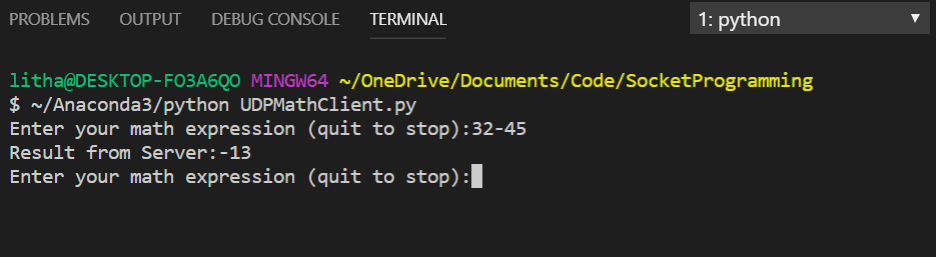 PROBLEMS OUTPUT DEBUG CONSOLE TERMINAL 1: python
litha@DESKTOP-FO3A6QO MINGW64 ~/OneDrive/Documents/Code/SocketProgramming
$ ~/Anaconda3/python UDPMathClient.py
Enter your math expression (quit to stop):32-45
Result from Server:-13
Enter your math expression (quit to stop):